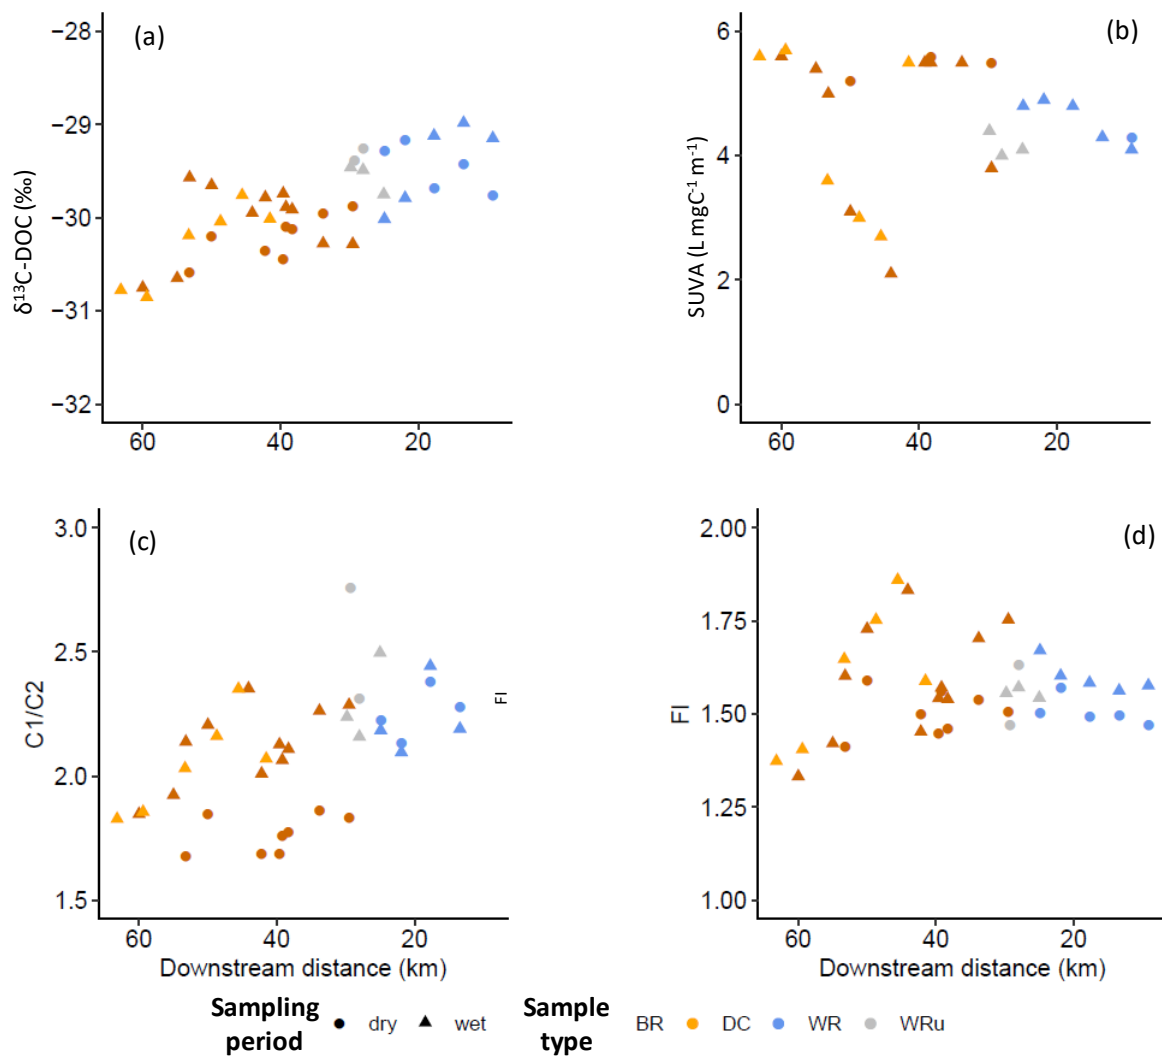 (a)
δ¹³C-DOC (‰)
−28
−29
−30
−31
−32
60 40 20
(b)
SUVA (L mgC⁻¹ m⁻¹)
6
4
2
0
60 40 20
(c)
C1/C2
3.0
2.5
2.0
1.5
60 40 20
Downstream distance (km)
FI
(d)
FI
2.00
1.75
1.50
1.25
1.00
60 40 20
Downstream distance (km)
Sampling period dry wet Sample type BR DC WR WRu